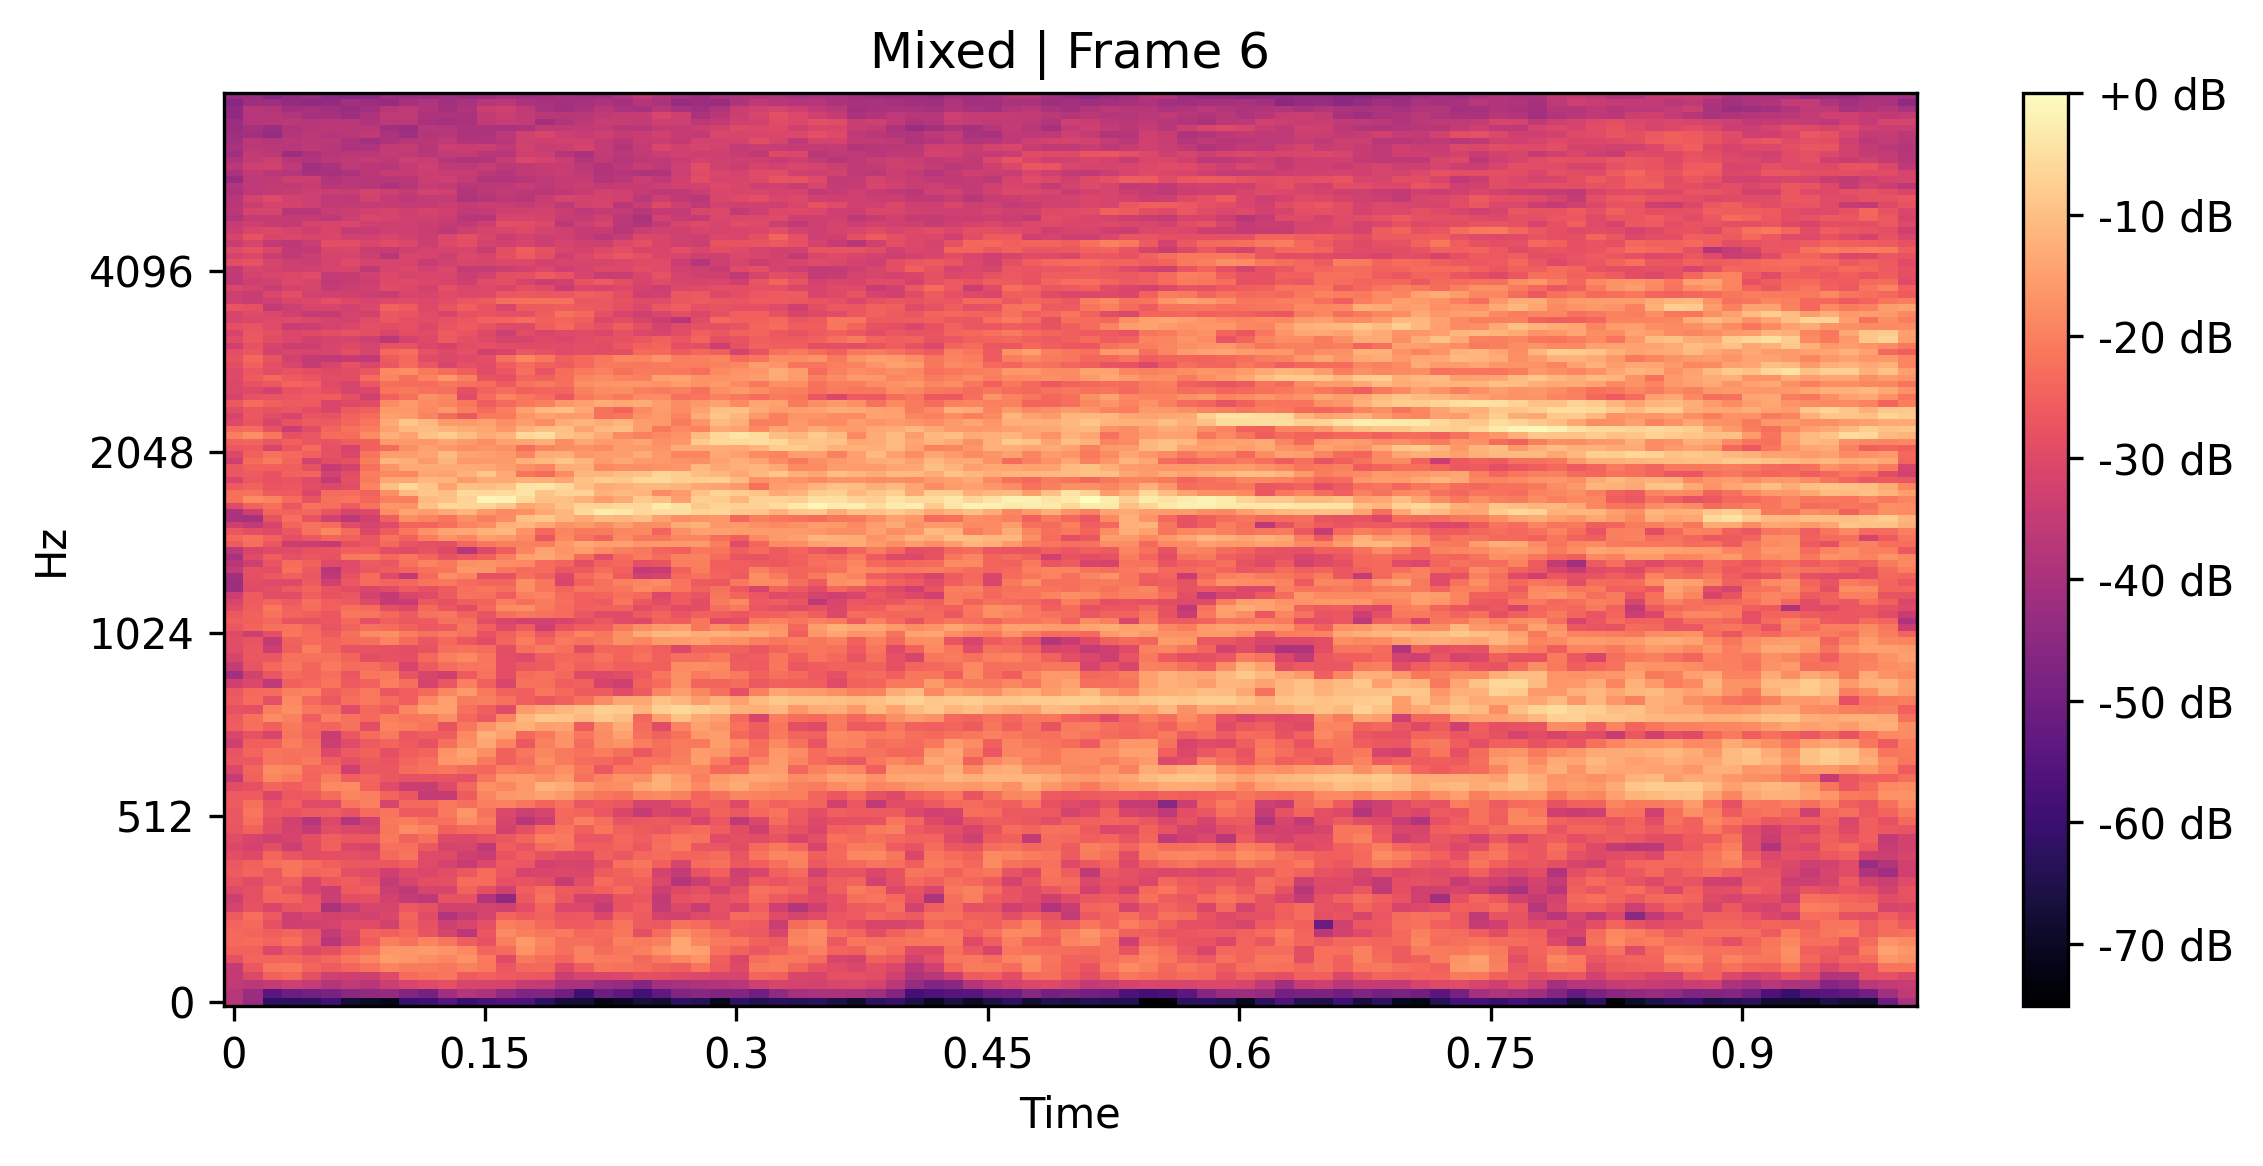 Mixed | Frame 6
Hz
4096
2048
1024
512
0
0 0.15 0.3 0.45 0.6 0.75 0.9
Time
+0 dB
-10 dB
-20 dB
-30 dB
-40 dB
-50 dB
-60 dB
-70 dB